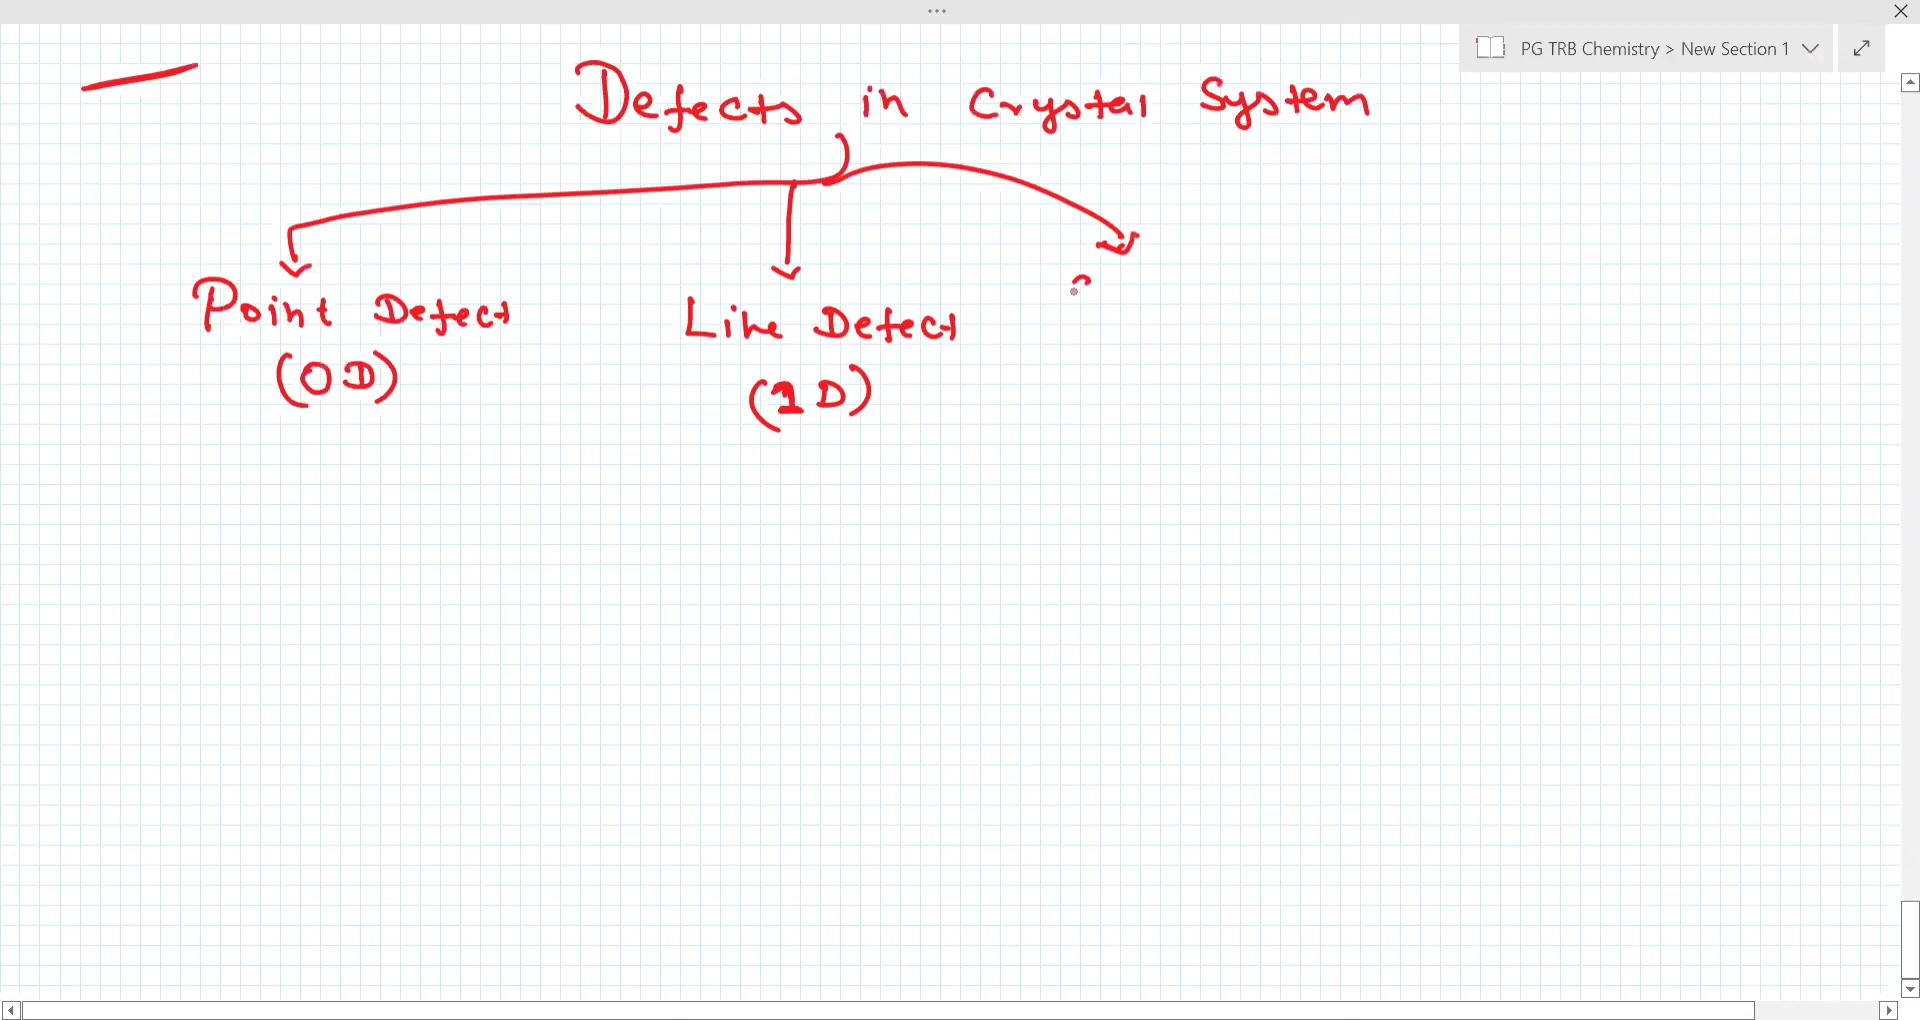 PG TRB Chemistry > New Section 1
Defects in Crystal System
Point Defect
(0D)
Line Defect
(1D)